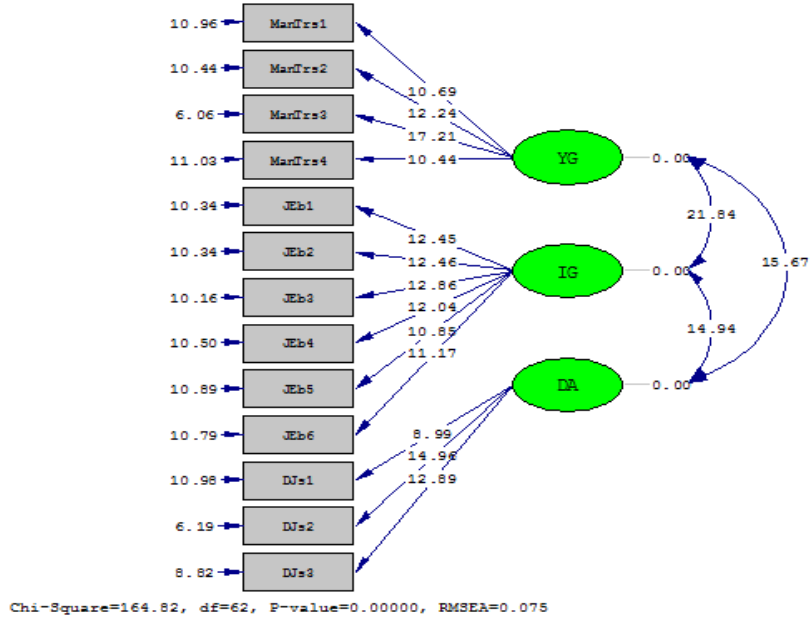 10.96 ManTrs1
10.44 ManTrs2
10.69
12.24
6.06 ManTrs3
17.21
11.03 ManTrs4
10.44
YG 0.00
10.34 JEb1
21.84
12.45
10.34 JEb2
12.46
15.67
10.16 JEb3
12.86
IG 0.00
12.04
10.50 JEb4
10.85
14.94
11.17
10.89 JEb5
DA 0.00
10.79 JEb6
8.99
14.96
10.98 DJs1
12.89
6.19 DJs2
8.82 DJs3
Chi-Square=164.82, df=62, P-value=0.00000, RMSEA=0.075